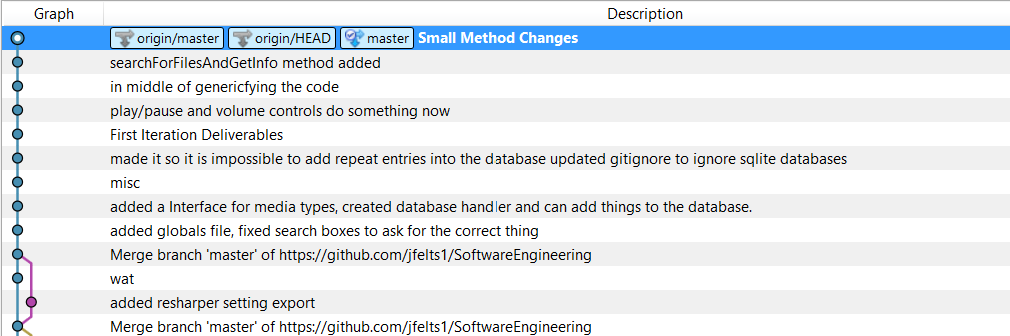 Graph Description
origin/master origin/HEAD master Small Method Changes
searchForFilesAndGetInfo method added
in middle of genericfying the code
play/pause and volume controls do something now
First Iteration Deliverables
made it so it is impossible to add repeat entries into the database updated gitignore to ignore sqlite databases
misc
added a Interface for media types, created database handler and can add things to the database.
added globals file, fixed search boxes to ask for the correct thing
Merge branch 'master' of https://github.com/jfelts1/SoftwareEngineering
wat
added resharper setting export
Merge branch 'master' of https://github.com/jfelts1/SoftwareEngineering